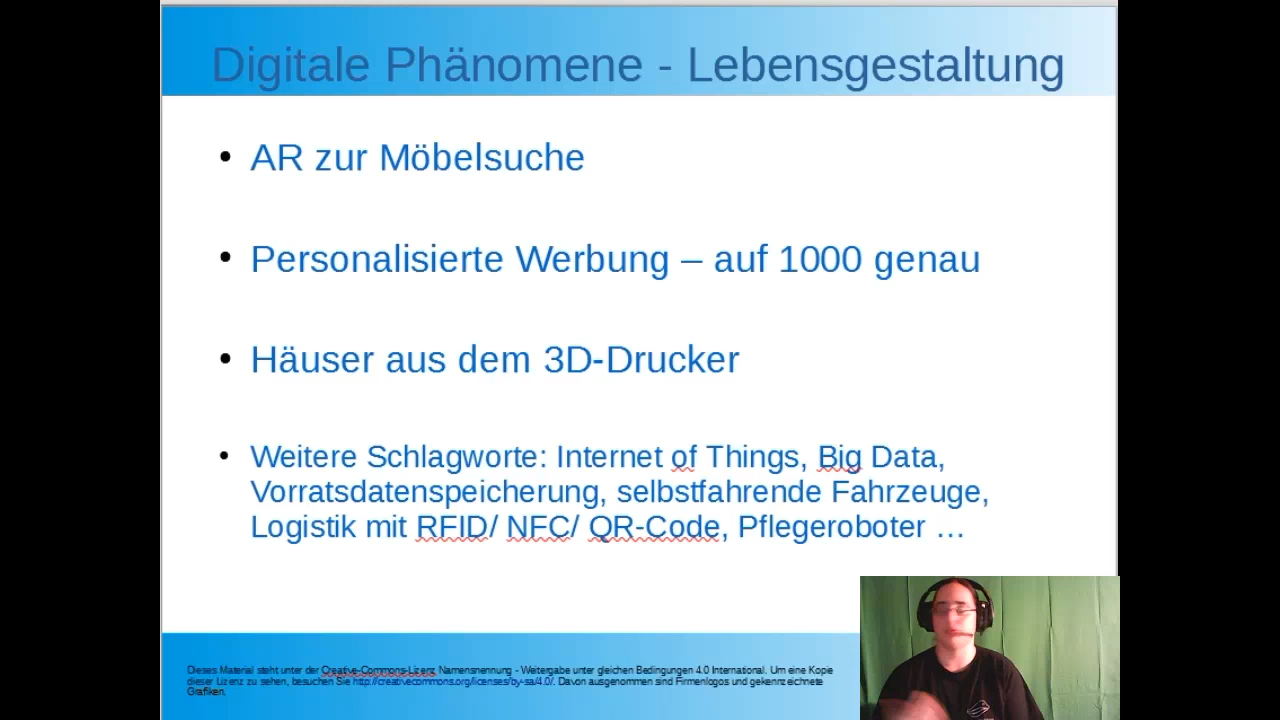 Digitale Phänomene - Lebensgestaltung
• AR zur Möbelsuche
• Personalisierte Werbung – auf 1000 genau
• Häuser aus dem 3D-Drucker
• Weitere Schlagworte: Internet of Things, Big Data,
Vorratsdatenspeicherung, selbstfahrende Fahrzeuge,
Logistik mit RFID/ NFC/ QR-Code, Pflegeroboter …
Dieses Material steht unter der Creative-Commons-Lizenz Namensnennung - Weitergabe unter gleichen Bedingungen 4.0 International. Um eine Kopie
dieser Lizenz zu sehen, besuchen Sie http://creativecommons.org/licenses/by-sa/4.0/. Davon ausgenommen sind Firmenlogos und gekennzeichnete
Grafiken.